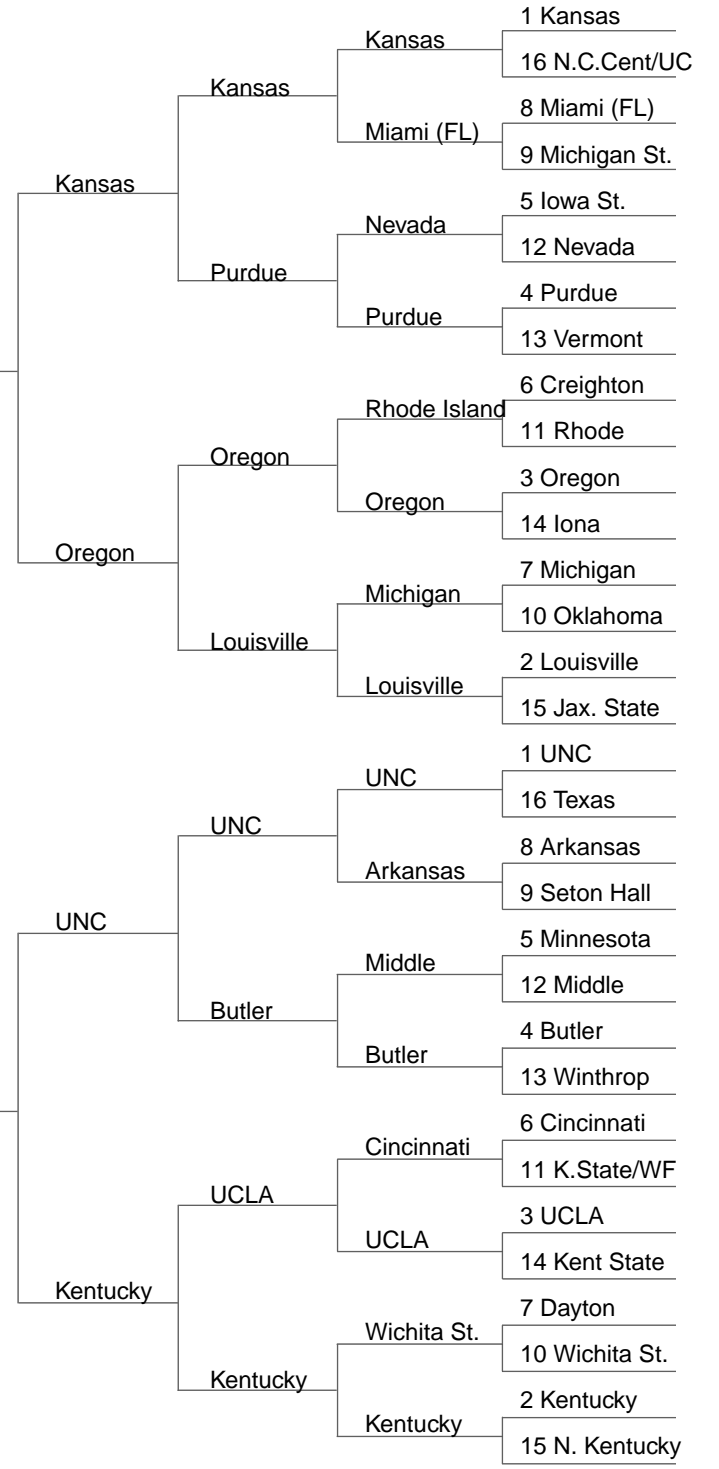 1 Kansas
Kansas
16 N.C.Cent/UC
Kansas
8 Miami (FL)
Miami (FL)
9 Michigan St.
Kansas
5 Iowa St.
Nevada
12 Nevada
Purdue
4 Purdue
Purdue
13 Vermont
6 Creighton
Rhode Island
11 Rhode
Oregon
3 Oregon
Oregon
14 Iona
Oregon
7 Michigan
Michigan
10 Oklahoma
Louisville
2 Louisville
Louisville
15 Jax. State
1 UNC
UNC
16 Texas
UNC
8 Arkansas
Arkansas
9 Seton Hall
UNC
5 Minnesota
Middle
12 Middle
Butler
4 Butler
Butler
13 Winthrop
6 Cincinnati
Cincinnati
11 K.State/WF
UCLA
3 UCLA
UCLA
14 Kent State
Kentucky
7 Dayton
Wichita St.
10 Wichita St.
Kentucky
2 Kentucky
Kentucky
15 N. Kentucky